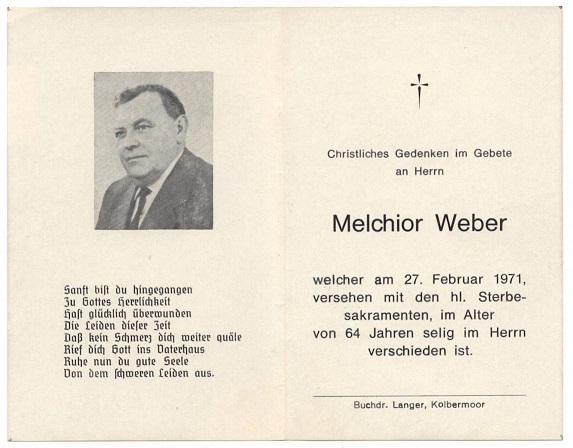 Sanft bist du hingegangen
Zu Gottes Herrlichkeit
Hast glücklich überwunden
Die Leiden dieser Zeit
Daß kein Schmerz dich weiter quäle
Rief dich Gott ins Vaterhaus
Ruhe nun du gute Seele
Von dem schweren Leiden aus.
Christliches Gedenken im Gebete
an Herrn
Melchior Weber
welcher am 27. Februar 1971,
versehen mit den hl. Sterbe-
sakramenten, im Alter
von 64 Jahren selig im Herrn
verschieden ist.
Buchdr. Langer, Kolbermoor